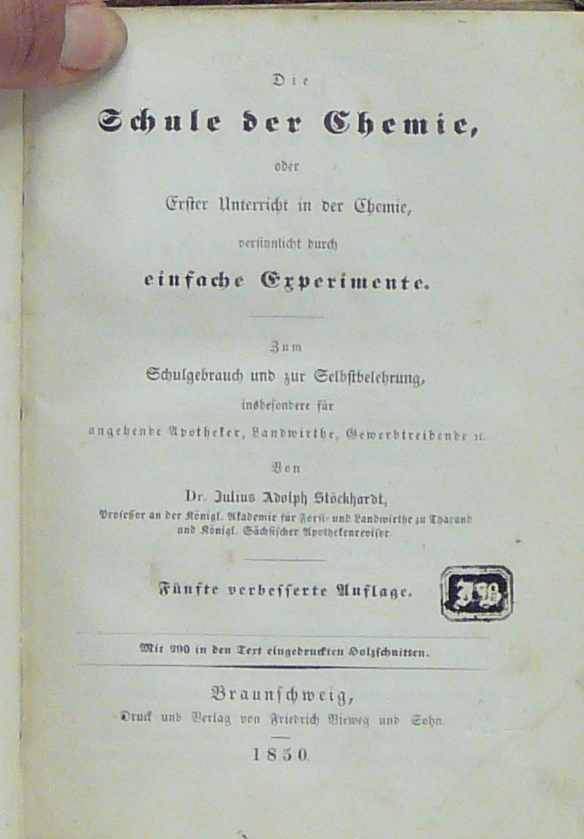 Die
Schule der Chemie,
oder
Erster Unterricht in der Chemie,
versinnlicht durch
einfache Experimente.
Zum
Schulgebrauch und zur Selbstbelehrung,
insbesondere für
angehende Apotheker, Landwirthe, Gewerbtreibende ꝛc.
Von
Dr. Julius Adolph Stöckhardt,
Professor an der Königl. Akademie für Forst- und Landwirthe zu Tharand
und Königl. Sächsischer Apothekenrevisor.
Fünfte verbesserte Auflage.
Mit 290 in den Text eingedruckten Holzschnitten.
Braunschweig,
Druck und Verlag von Friedrich Vieweg und Sohn.
1850.